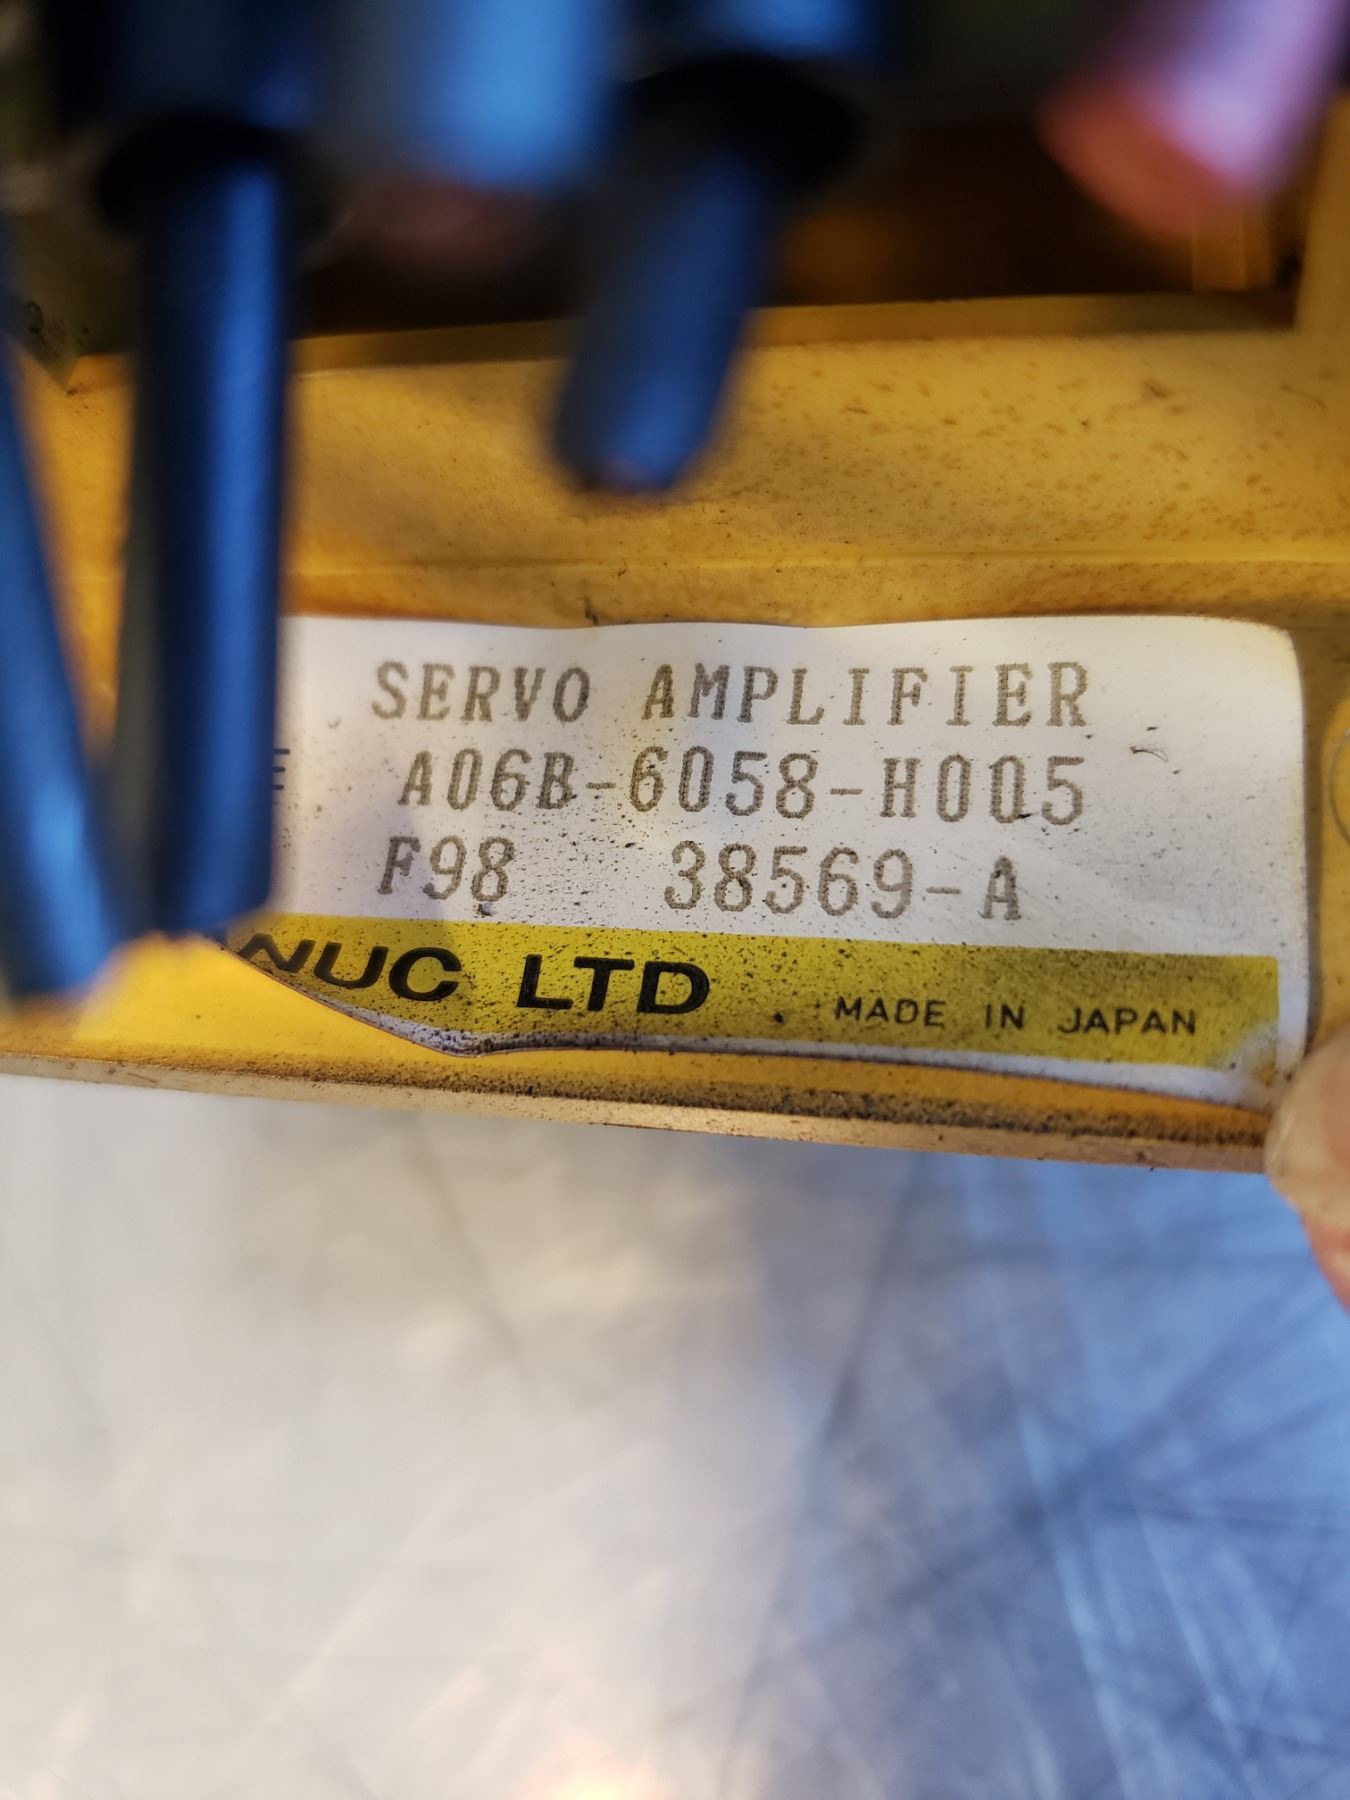 SERVO AMPLIFIER
A06B-6058-H005
F98 38569-A
NUC LTD MADE IN JAPAN